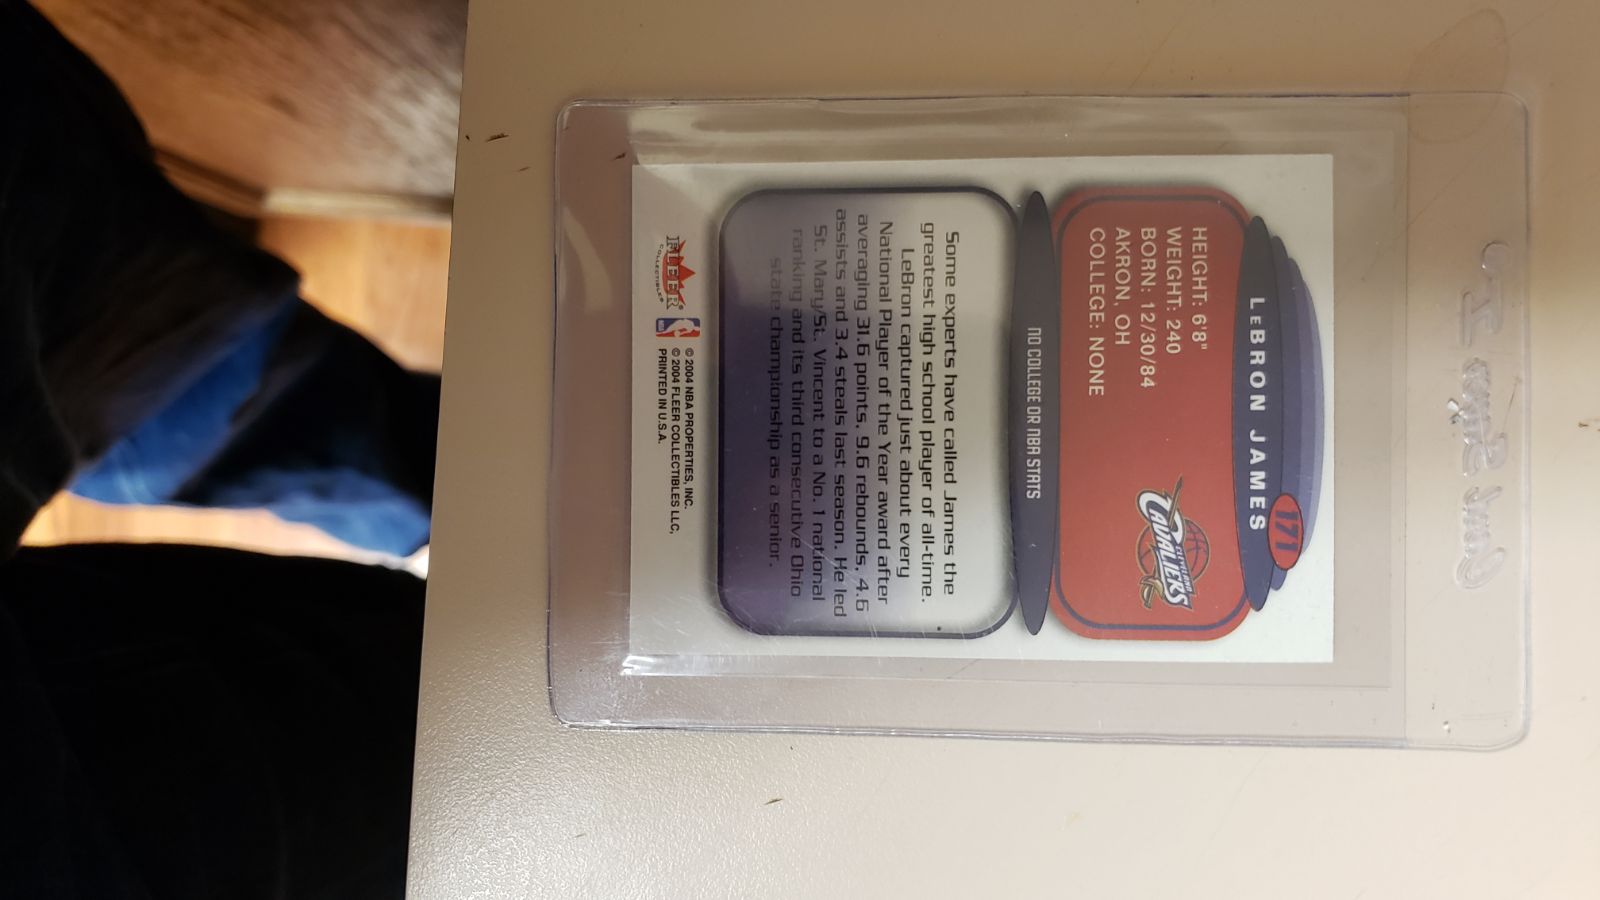 171
LEBRON JAMES
HEIGHT: 6'8"
WEIGHT: 240
BORN: 12/30/84
AKRON, OH
COLLEGE: NONE
CLEVELAND
CAVALIERS
NO COLLEGE OR NBA STATS
Some experts have called James the
greatest high school player of all-time.
LeBron captured just about every
National Player of the Year award after
averaging 31.6 points, 9.6 rebounds, 4.6
assists and 3.4 steals last season. He led
St. Mary/St. Vincent to a No. 1 national
ranking and its third consecutive Ohio
state championship as a senior.
FLEER
COLLECTIBLES
© 2004 NBA PROPERTIES, INC.
© 2004 FLEER COLLECTIBLES LLC,
PRINTED IN U.S.A.